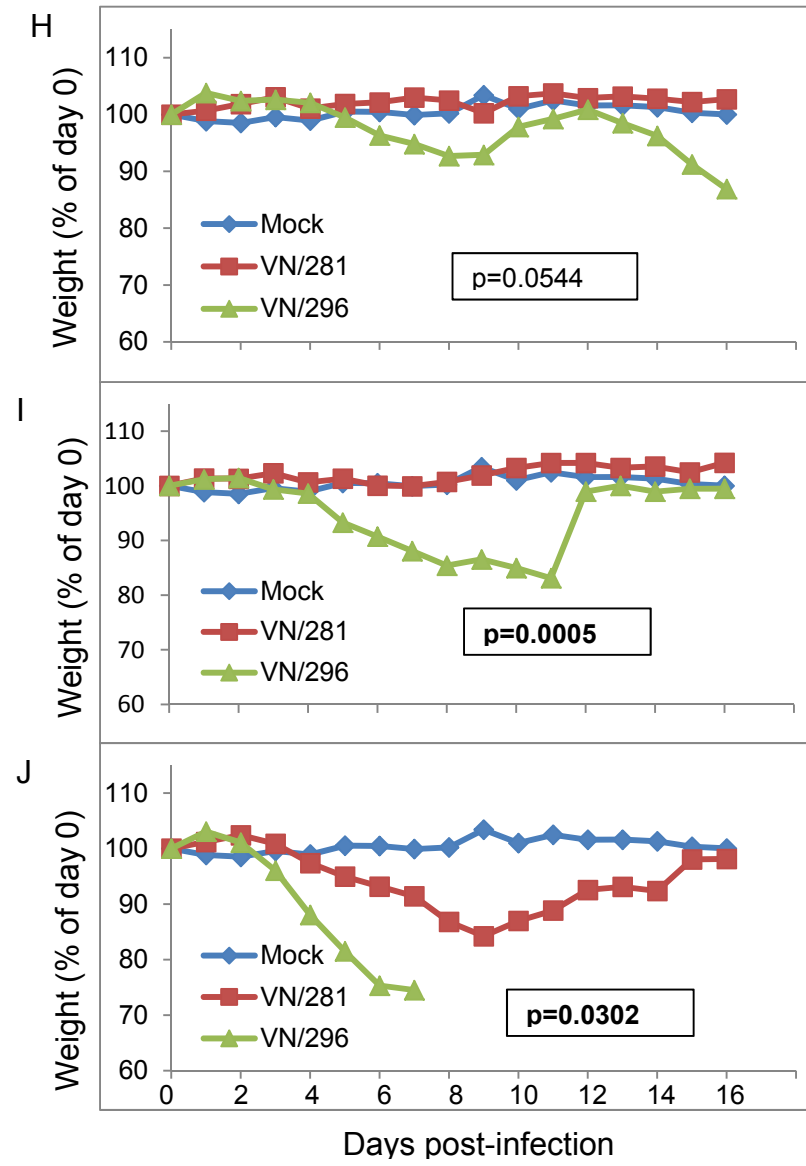 H
Weight (% of day 0)
110
100
90
80
70
60
Mock
VN/281
VN/296
p=0.0544
I
Weight (% of day 0)
110
100
90
80
70
60
Mock
VN/281
VN/296
p=0.0005
J
Weight (% of day 0)
110
100
90
80
70
60
Mock
VN/281
VN/296
p=0.0302
0 2 4 6 8 10 12 14 16
Days post-infection